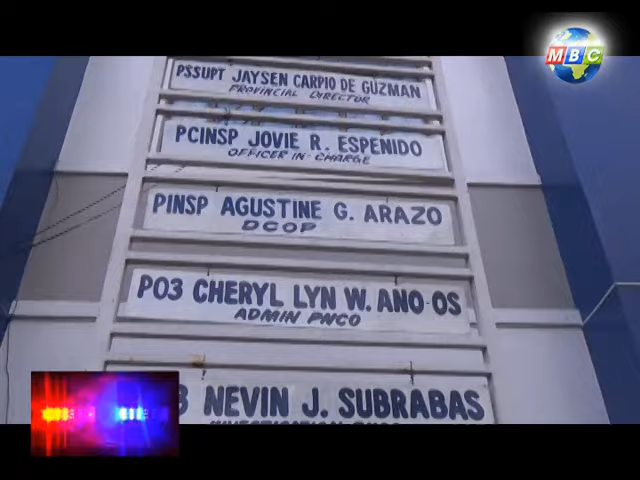 MBC
PSSUPT JAYSEN CARPIO DE GUZMAN
PROVINCIAL DIRECTOR
PCINSP JOVIE R. ESPENIDO
OFFICER IN-CHARGE
PINSP AGUSTINE G. ARAZO
DCOP
PO3 CHERYL LYN W. ANO-OS
ADMIN PNCO
NEVIN J. SUBRABAS